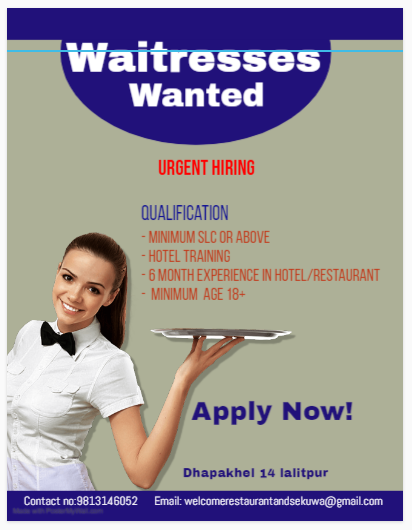 Waitresses
Wanted
URGENT HIRING
QUALIFICATION
- MINIMUM SLC OR ABOVE
- HOTEL TRAINING
- 6 MONTH EXPERIENCE IN HOTEL/RESTAURANT
- MINIMUM AGE 18+
Apply Now!
Dhapakhel 14 lalitpur
Contact no:9813146052 Email: welcomerestaurantandsekuwa@gmail.com
Made with PosterMyWall.com